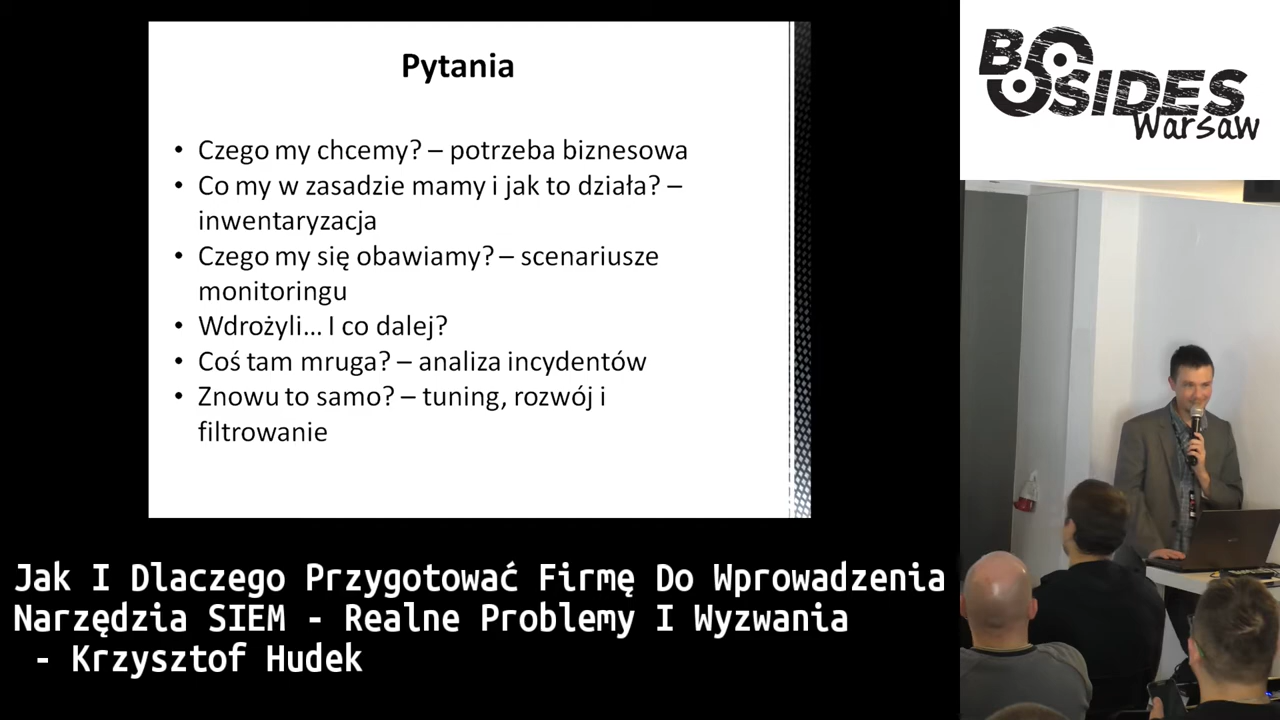 Pytania
• Czego my chcemy? – potrzeba biznesowa
• Co my w zasadzie mamy i jak to działa? –
inwentaryzacja
• Czego my się obawiamy? – scenariusze
monitoringu
• Wdrożyli... I co dalej?
• Coś tam mruga? – analiza incydentów
• Znowu to samo? – tuning, rozwój i
filtrowanie
BSIDES
Warsaw
Jak I Dlaczego Przygotować Firmę Do Wprowadzenia
Narzędzia SIEM - Realne Problemy I Wyzwania
- Krzysztof Hudek